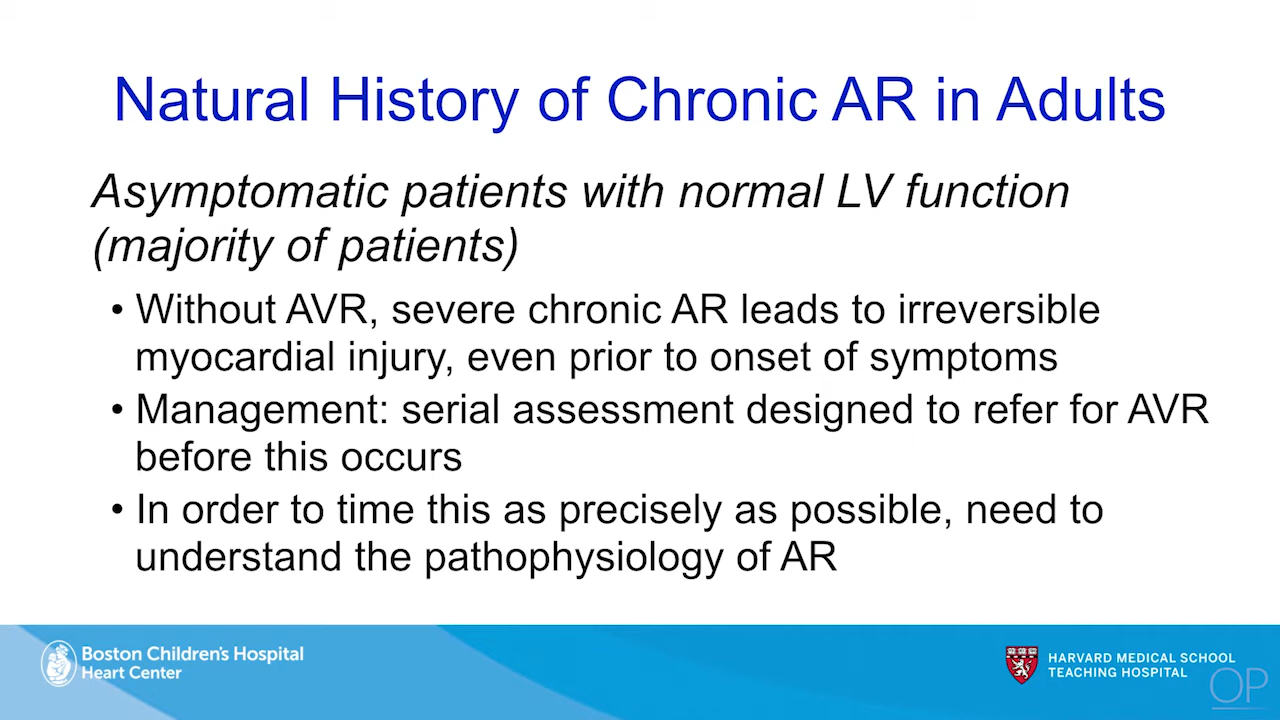 Natural History of Chronic AR in Adults
Asymptomatic patients with normal LV function
(majority of patients)
• Without AVR, severe chronic AR leads to irreversible
myocardial injury, even prior to onset of symptoms
• Management: serial assessment designed to refer for AVR
before this occurs
• In order to time this as precisely as possible, need to
understand the pathophysiology of AR
Boston Children's Hospital
Heart Center
HARVARD MEDICAL SCHOOL
TEACHING HOSPITAL
OP